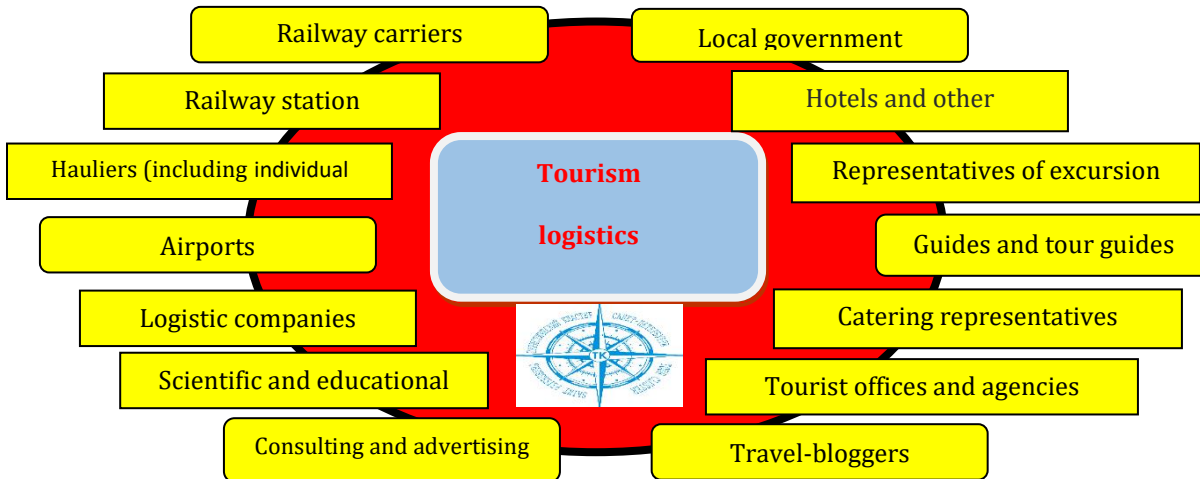 Railway carriers
Local government
Railway station
Hotels and other
Hauliers (including individual
Representatives of excursion
Tourism
logistics
Airports
Guides and tour guides
Logistic companies
Catering representatives
TK
Scientific and educational
Tourist offices and agencies
Consulting and advertising
Travel-bloggers